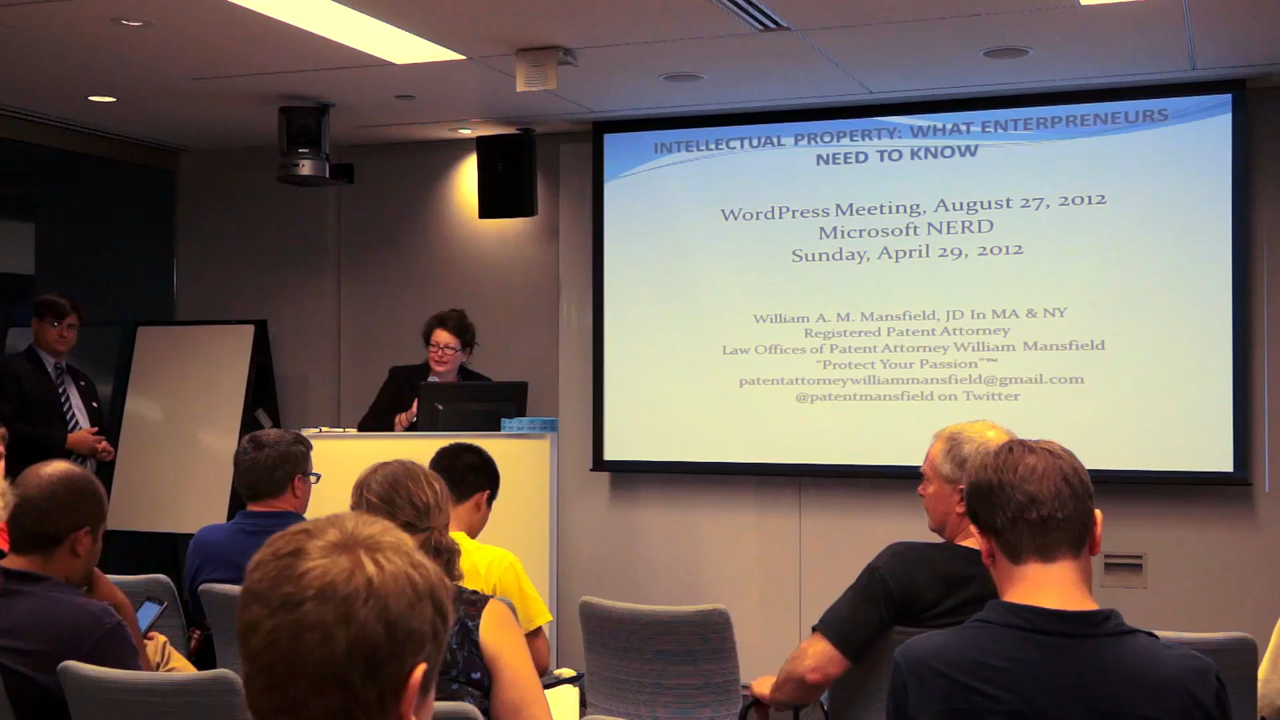 INTELLECTUAL PROPERTY: WHAT ENTERPRENEURS
NEED TO KNOW
WordPress Meeting, August 27, 2012
Microsoft NERD
Sunday, April 29, 2012
William A. M. Mansfield, JD In MA & NY
Registered Patent Attorney
Law Offices of Patent Attorney William Mansfield
"Protect Your Passion"™
patentattorneywilliammansfield@gmail.com
@patentmansfield on Twitter